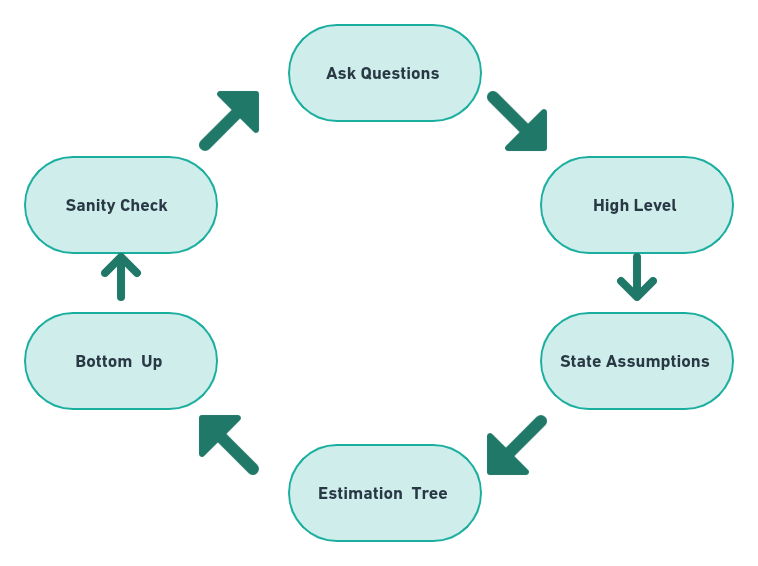 Ask Questions
High Level
State Assumptions
Estimation Tree
Bottom Up
Sanity Check